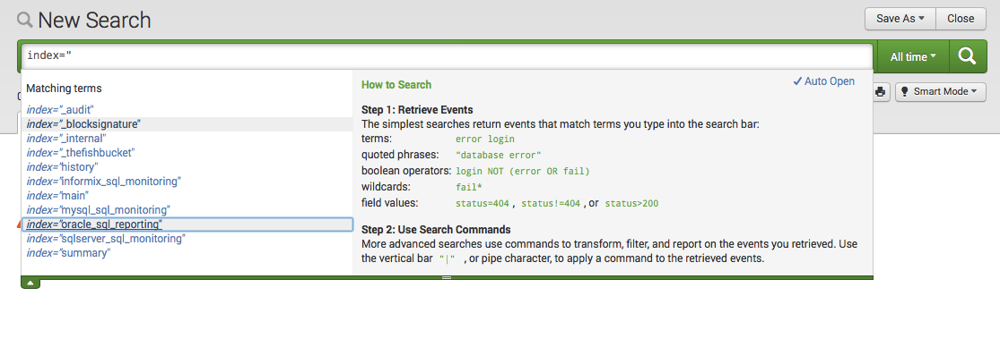 New Search
Save As
Close
index="
All time
Smart Mode
Matching terms
index="_audit"
index="_blocksignature"
index="_internal"
index="_thefishbucket"
index="history"
index="informix_sql_monitoring"
index="main"
index="mysql_sql_monitoring"
index="oracle_sql_reporting"
index="sqlserver_sql_monitoring"
index="summary"
How to Search
✓ Auto Open
Step 1: Retrieve Events
The simplest searches return events that match terms you type into the search bar:
terms: error login
quoted phrases: "database error"
boolean operators: login NOT (error OR fail)
wildcards: fail*
field values: status=404 , status!=404 , or status>200
Step 2: Use Search Commands
More advanced searches use commands to transform, filter, and report on the events you retrieved. Use
the vertical bar "|" , or pipe character, to apply a command to the retrieved events.